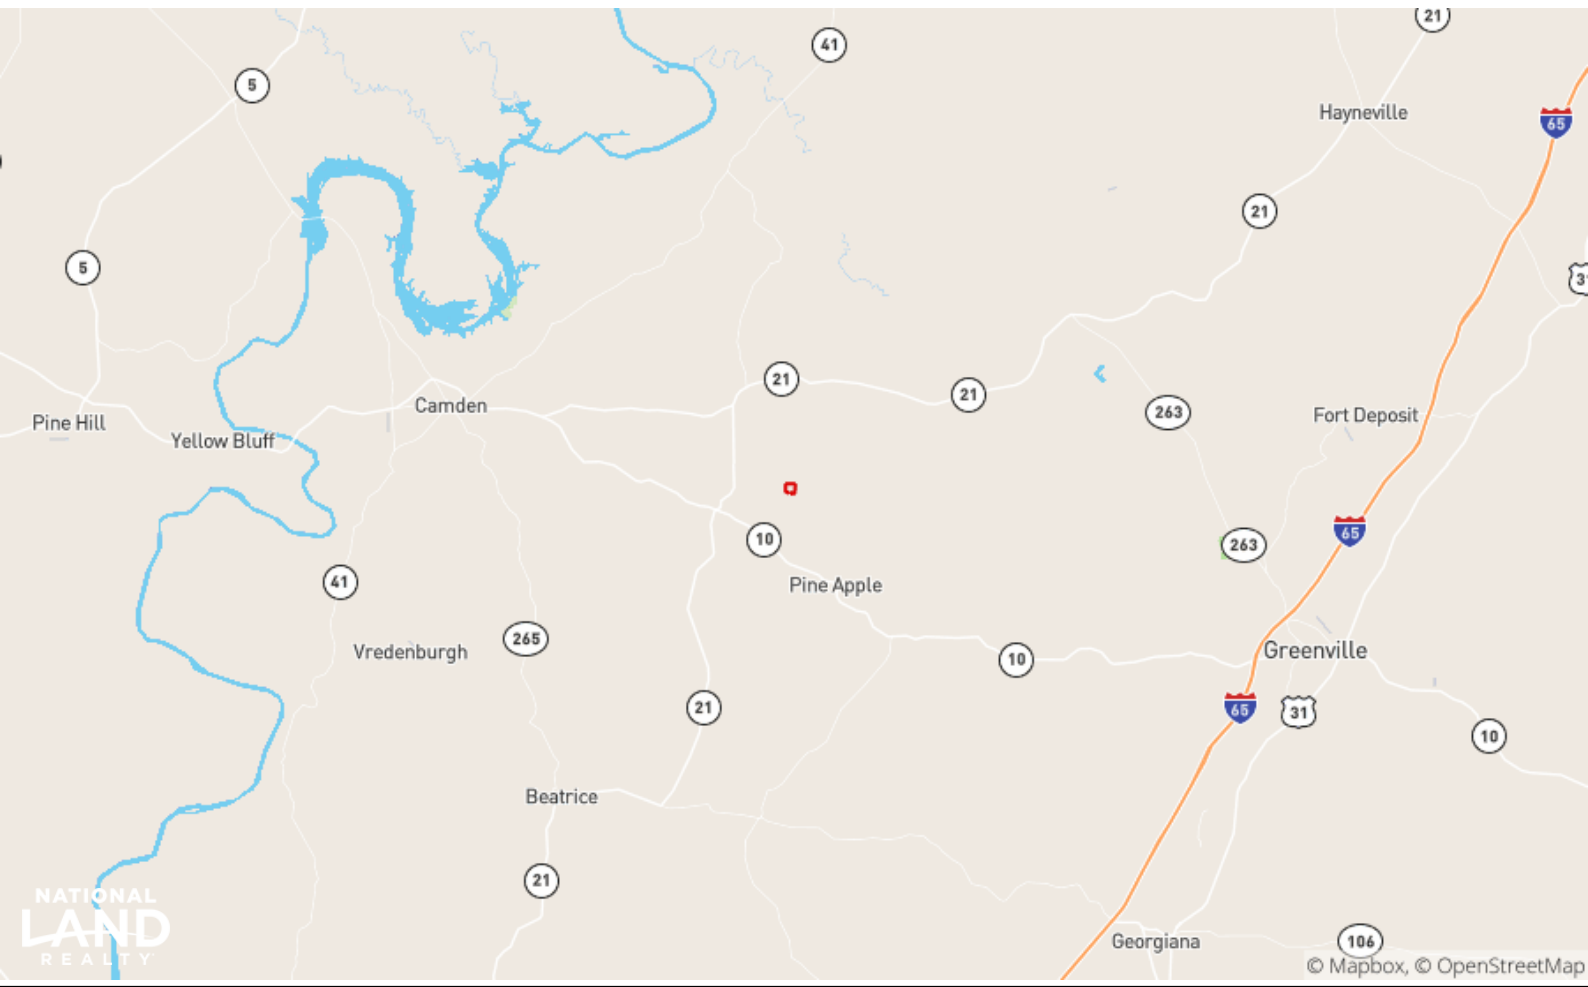 21
41
5
Hayneville
65
21
5
31
21
21
263
Camden
Fort Deposit
Pine Hill
Yellow Bluff
65
10
263
41
Pine Apple
265
Vredenburgh
10
Greenville
21
65
31
10
Beatrice
21
NATIONAL
LAND
REALTY
Georgiana
106
© Mapbox, © OpenStreetMap